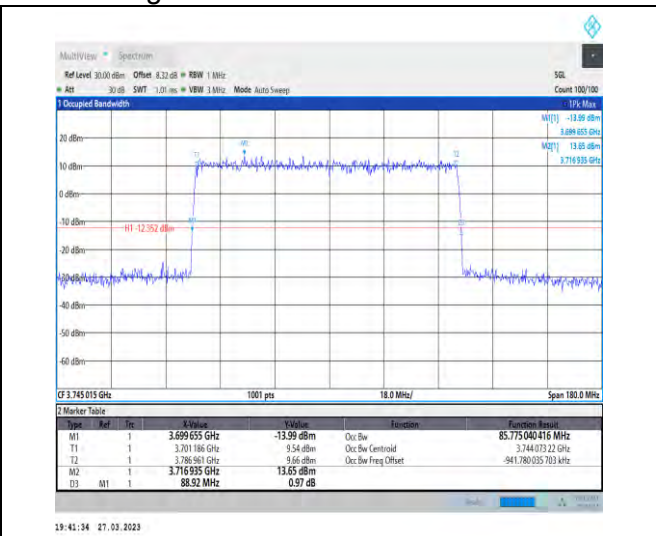 MultiView Spectrum
Ref Level 30.00 dBm Offset 8.32 dB RBW 1 MHz SGL
Att 30 dB SWT 1.01 ms VBW 3 MHz Mode Auto Sweep Count 100/100
1 Occupied Bandwidth 1Pk Max
M1[1] -13.99 dBm
3.699 655 GHz
M2[1] 13.65 dBm
3.716 935 GHz
20 dBm
M2
T1
T2
10 dBm
0 dBm
-10 dBm
M1
D3
H1 -12.352 dBm
-20 dBm
-30 dBm
-40 dBm
-50 dBm
-60 dBm
CF 3.745 015 GHz 1001 pts 18.0 MHz/ Span 180.0 MHz
2 Marker Table
Type Ref Trc X-Value Y-Value Function Function Result
M1 1 3.699 655 GHz -13.99 dBm Occ Bw 85.775 040 416 MHz
T1 1 3.701 186 GHz 9.54 dBm Occ Bw Centroid 3.744 073 22 GHz
T2 1 3.786 961 GHz 9.66 dBm Occ Bw Freq Offset -941.780 035 703 kHz
M2 1 3.716 935 GHz 13.65 dBm
D3 M1 1 88.92 MHz 0.97 dB
19:41:34 27.03.2023